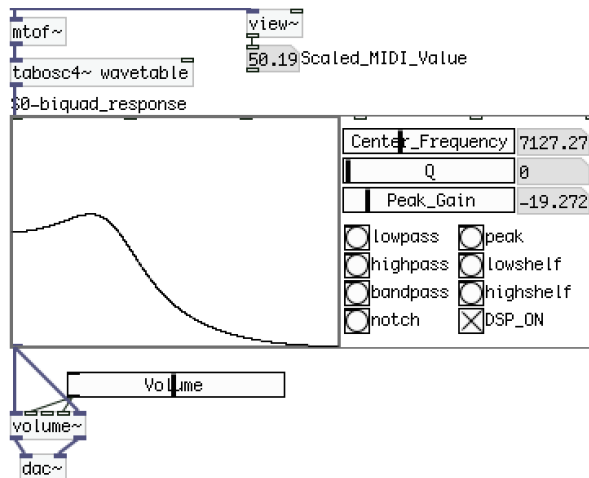 mtof~
view~
50.19 Scaled_MIDI_Value
tabosc4~ wavetable
$0-biquad_response
Center_Frequency 7127.27
Q 0
Peak_Gain -19.272
lowpass peak
highpass lowshelf
bandpass highshelf
notch DSP_ON
Volume
volume~
dac~